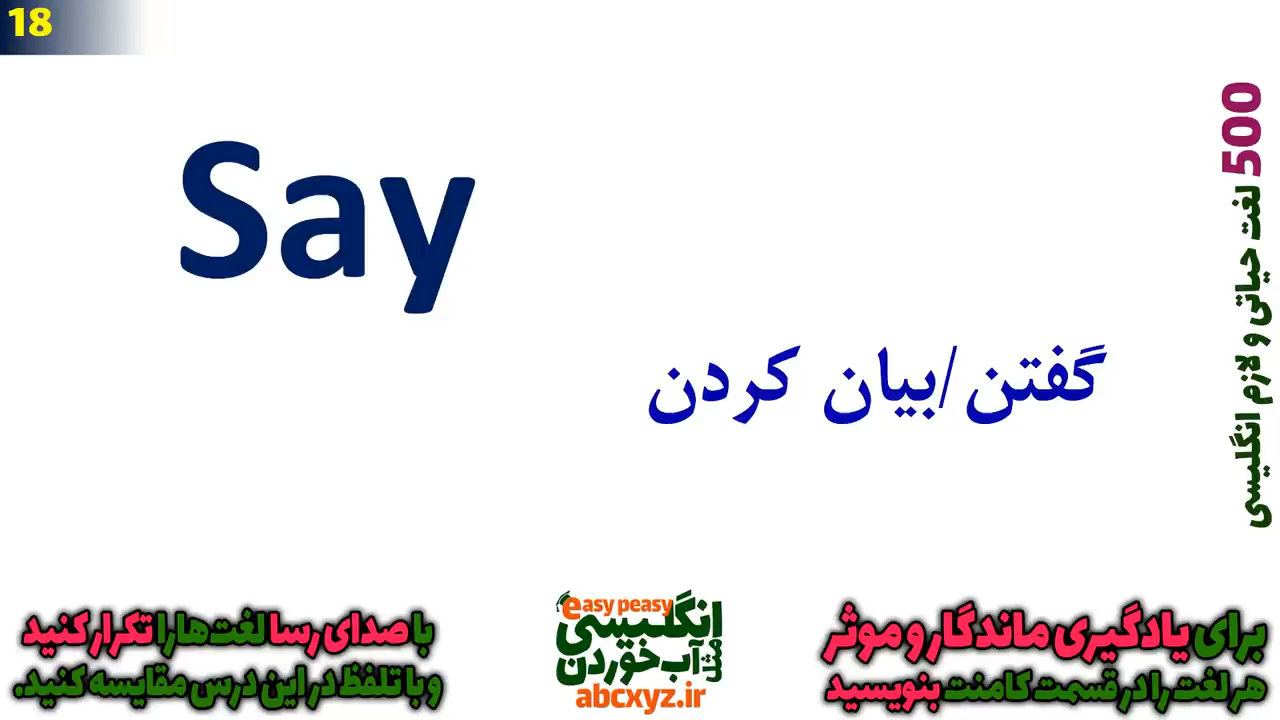 18
Say
گفتن/بیان کردن
500 لغت حیاتی و لازم انگلیسی
برای یادگیری ماندگار و موثر
هر لغت را در قسمت کامنت بنویسید
easy peasy
انگلیسی
مثل آب خوردن
abcxyz.ir
با صدای رسا لغت‌ها را تکرار کنید
و با تلفظ در این درس مقایسه کنید.